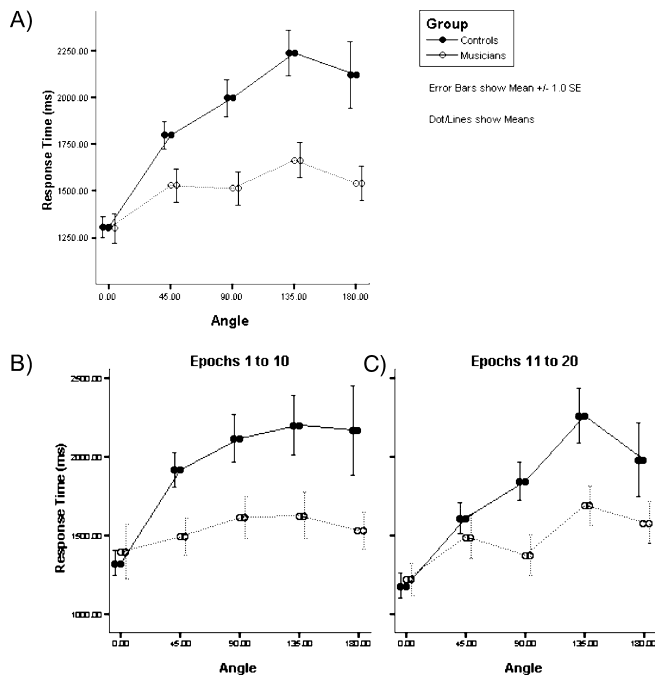 A)
Response Time (ms)
2250.00
2000.00
1750.00
1500.00
1250.00
0.00 45.00 90.00 135.00 180.00
Angle
Group
Controls
Musicians
Error Bars show Mean +/- 1.0 SE
Dot/Lines show Means
B)
Epochs 1 to 10
Response Time (ms)
2500.00
2000.00
1500.00
1000.00
0.00 45.00 90.00 135.00 180.00
Angle
C)
Epochs 11 to 20
0.00 45.00 90.00 135.00 180.00
Angle